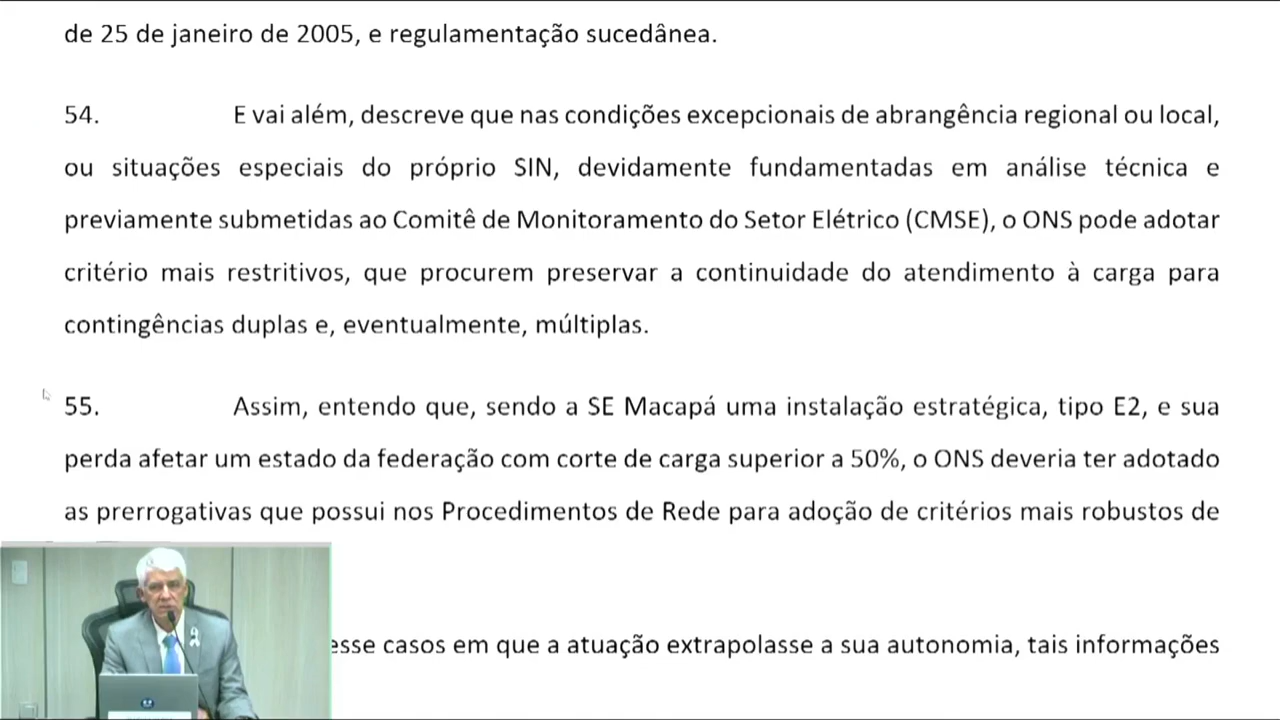 de 25 de janeiro de 2005, e regulamentação sucedânea.
54. E vai além, descreve que nas condições excepcionais de abrangência regional ou local,
ou situações especiais do próprio SIN, devidamente fundamentadas em análise técnica e
previamente submetidas ao Comitê de Monitoramento do Setor Elétrico (CMSE), o ONS pode adotar
critério mais restritivos, que procurem preservar a continuidade do atendimento à carga para
contingências duplas e, eventualmente, múltiplas.
55. Assim, entendo que, sendo a SE Macapá uma instalação estratégica, tipo E2, e sua
perda afetar um estado da federação com corte de carga superior a 50%, o ONS deveria ter adotado
as prerrogativas que possui nos Procedimentos de Rede para adoção de critérios mais robustos de
esse casos em que a atuação extrapolasse a sua autonomia, tais informações